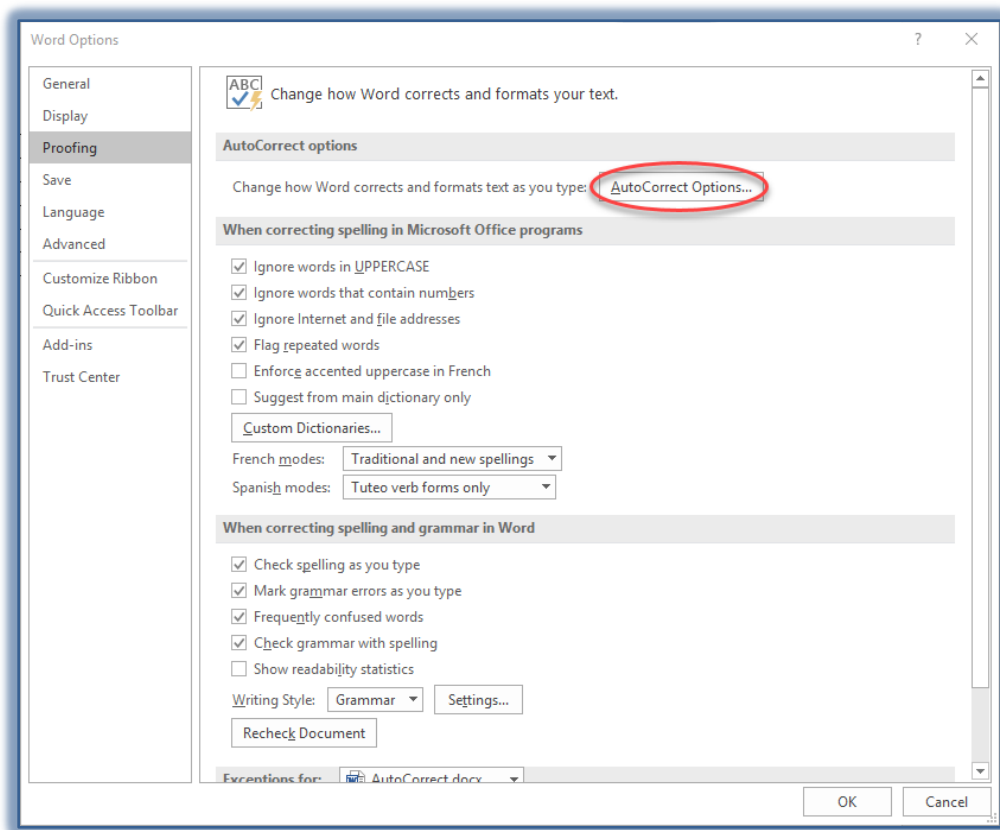 Word Options
?
General
Display
Proofing
Save
Language
Advanced
Customize Ribbon
Quick Access Toolbar
Add-ins
Trust Center
ABC
Change how Word corrects and formats your text.
AutoCorrect options
Change how Word corrects and formats text as you type:
AutoCorrect Options...
When correcting spelling in Microsoft Office programs
Ignore words in UPPERCASE
Ignore words that contain numbers
Ignore Internet and file addresses
Flag repeated words
Enforce accented uppercase in French
Suggest from main dictionary only
Custom Dictionaries...
French modes: Traditional and new spellings
Spanish modes: Tuteo verb forms only
When correcting spelling and grammar in Word
Check spelling as you type
Mark grammar errors as you type
Frequently confused words
Check grammar with spelling
Show readability statistics
Writing Style: Grammar Settings...
Recheck Document
Exceptions for: AutoCorrect.docx
OK Cancel